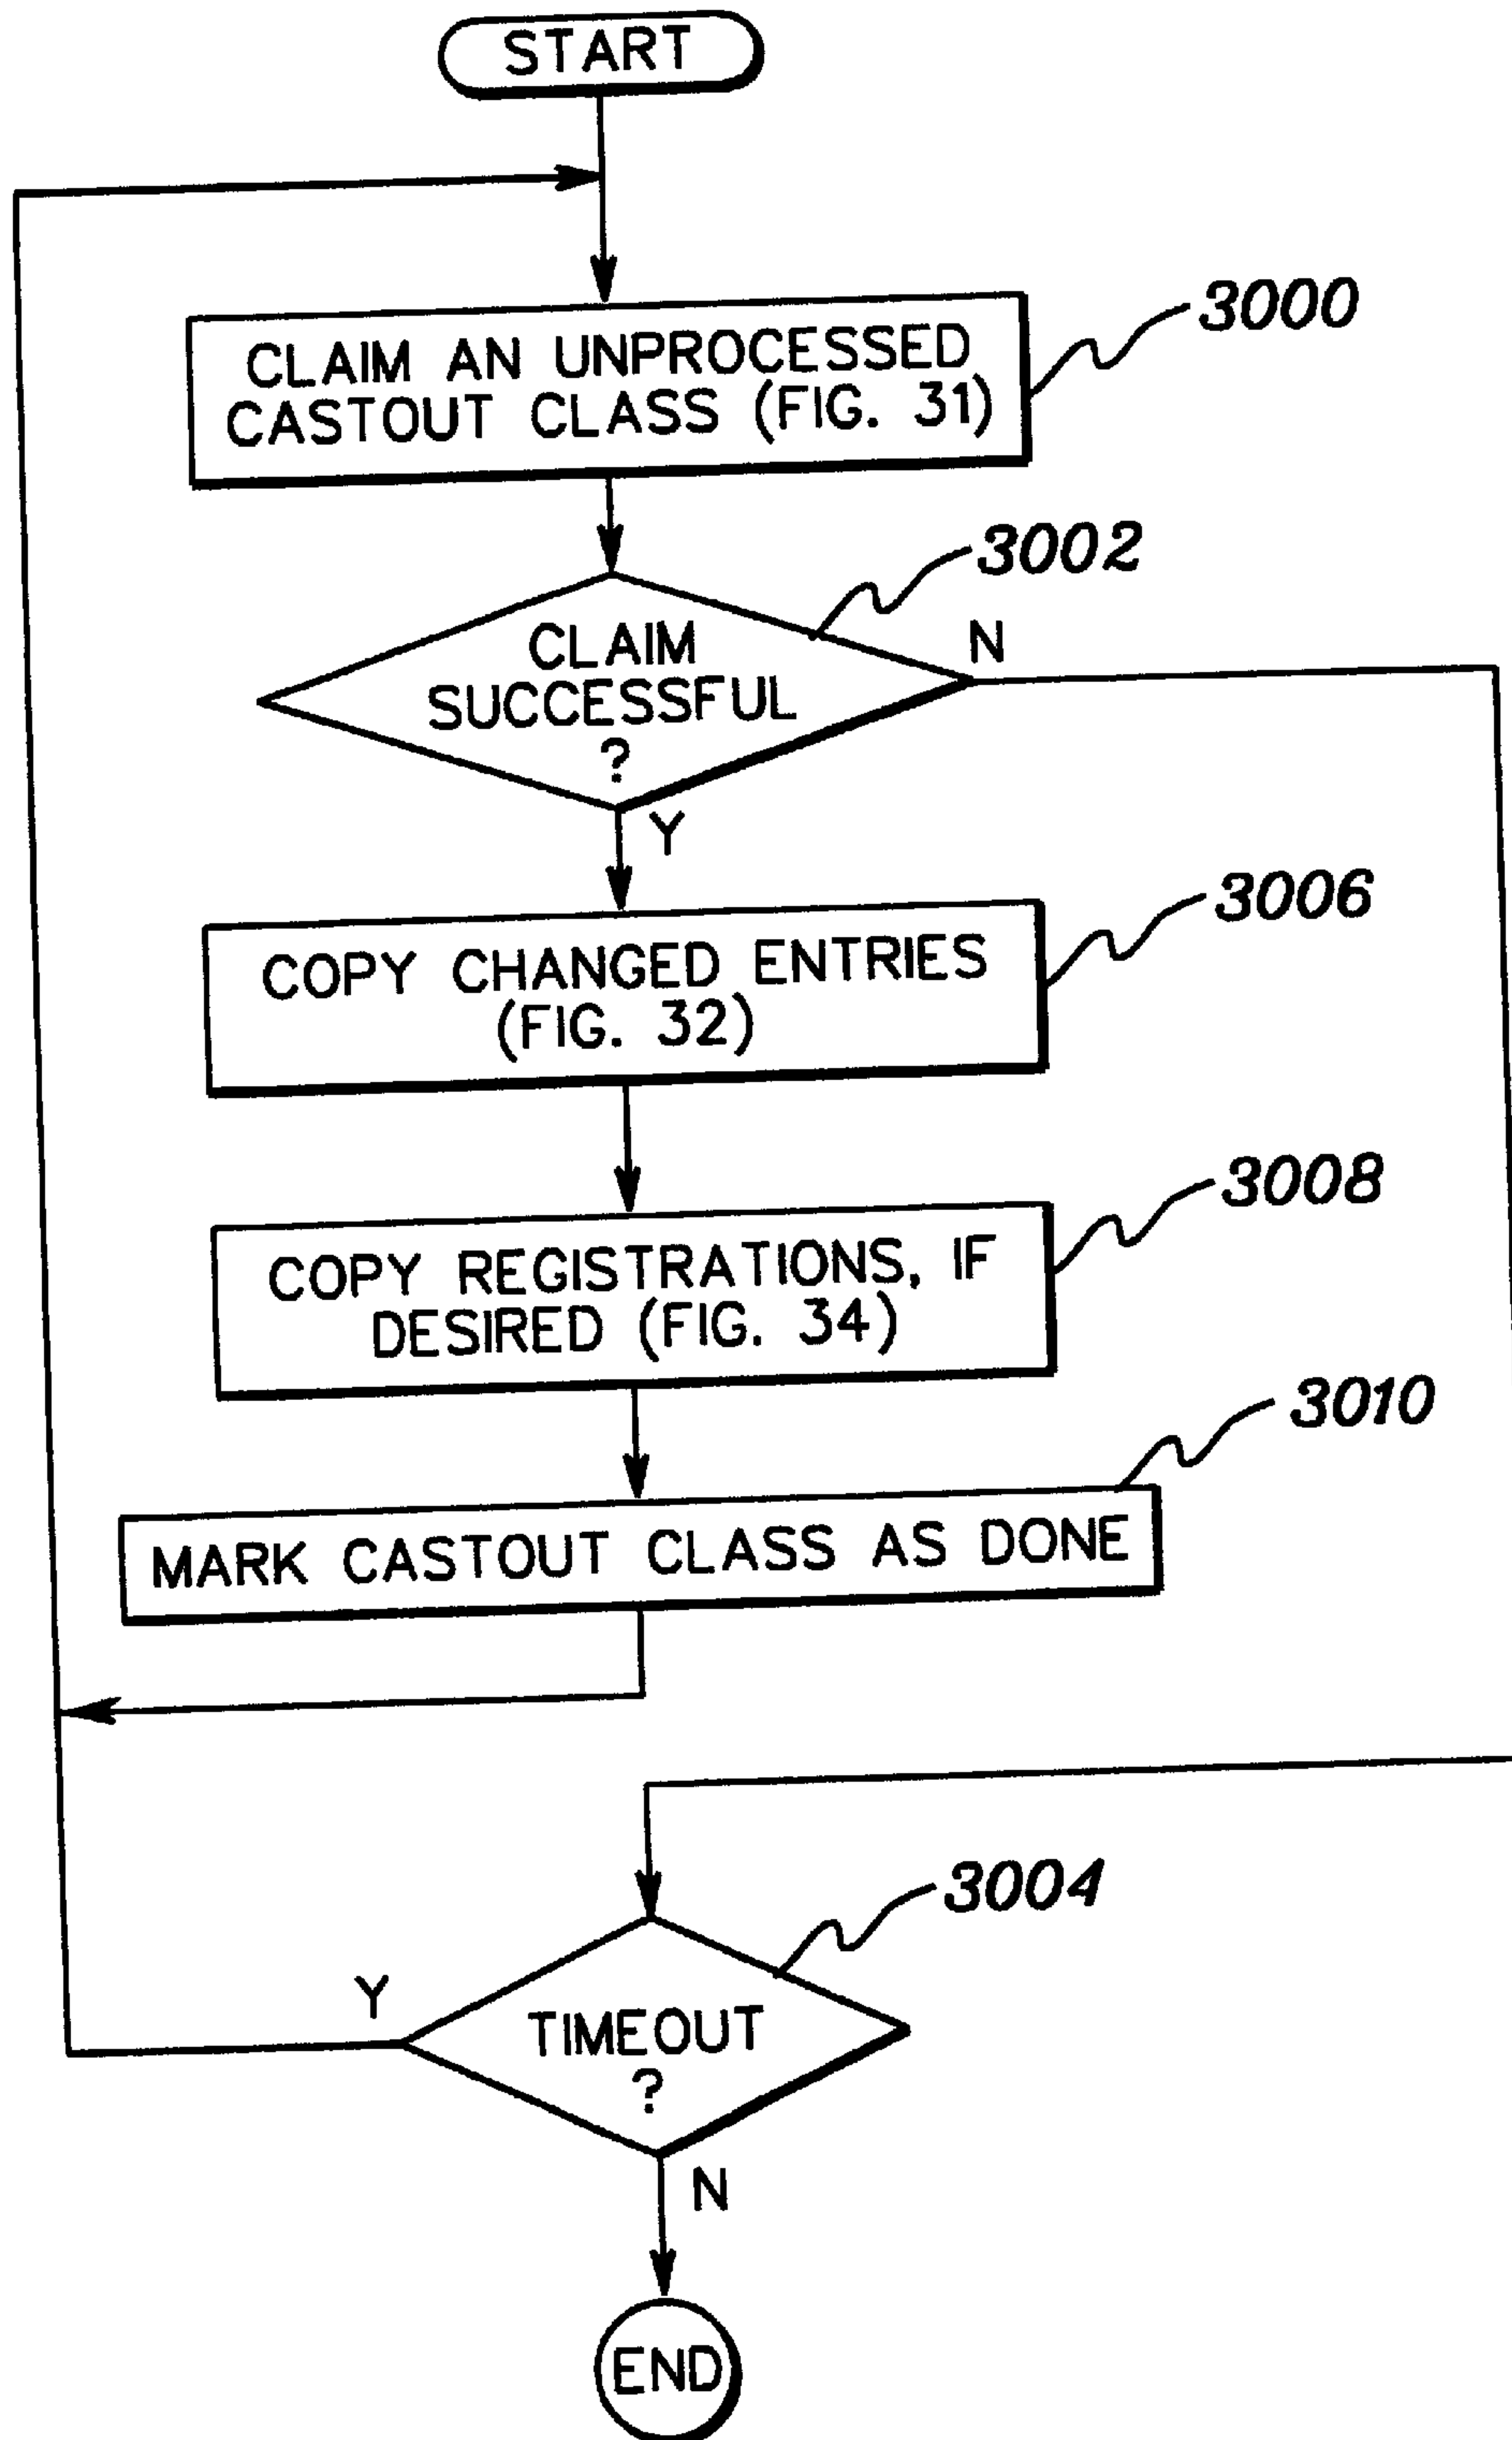 START
3000
CLAIM AN UNPROCESSED
CASTOUT CLASS (FIG. 31)
3002
CLAIM
SUCCESSFUL
?
N
Y
3006
COPY CHANGED ENTRIES
(FIG. 32)
3008
COPY REGISTRATIONS, IF
DESIRED (FIG. 34)
3010
MARK CASTOUT CLASS AS DONE
3004
Y
TIMEOUT
?
N
END